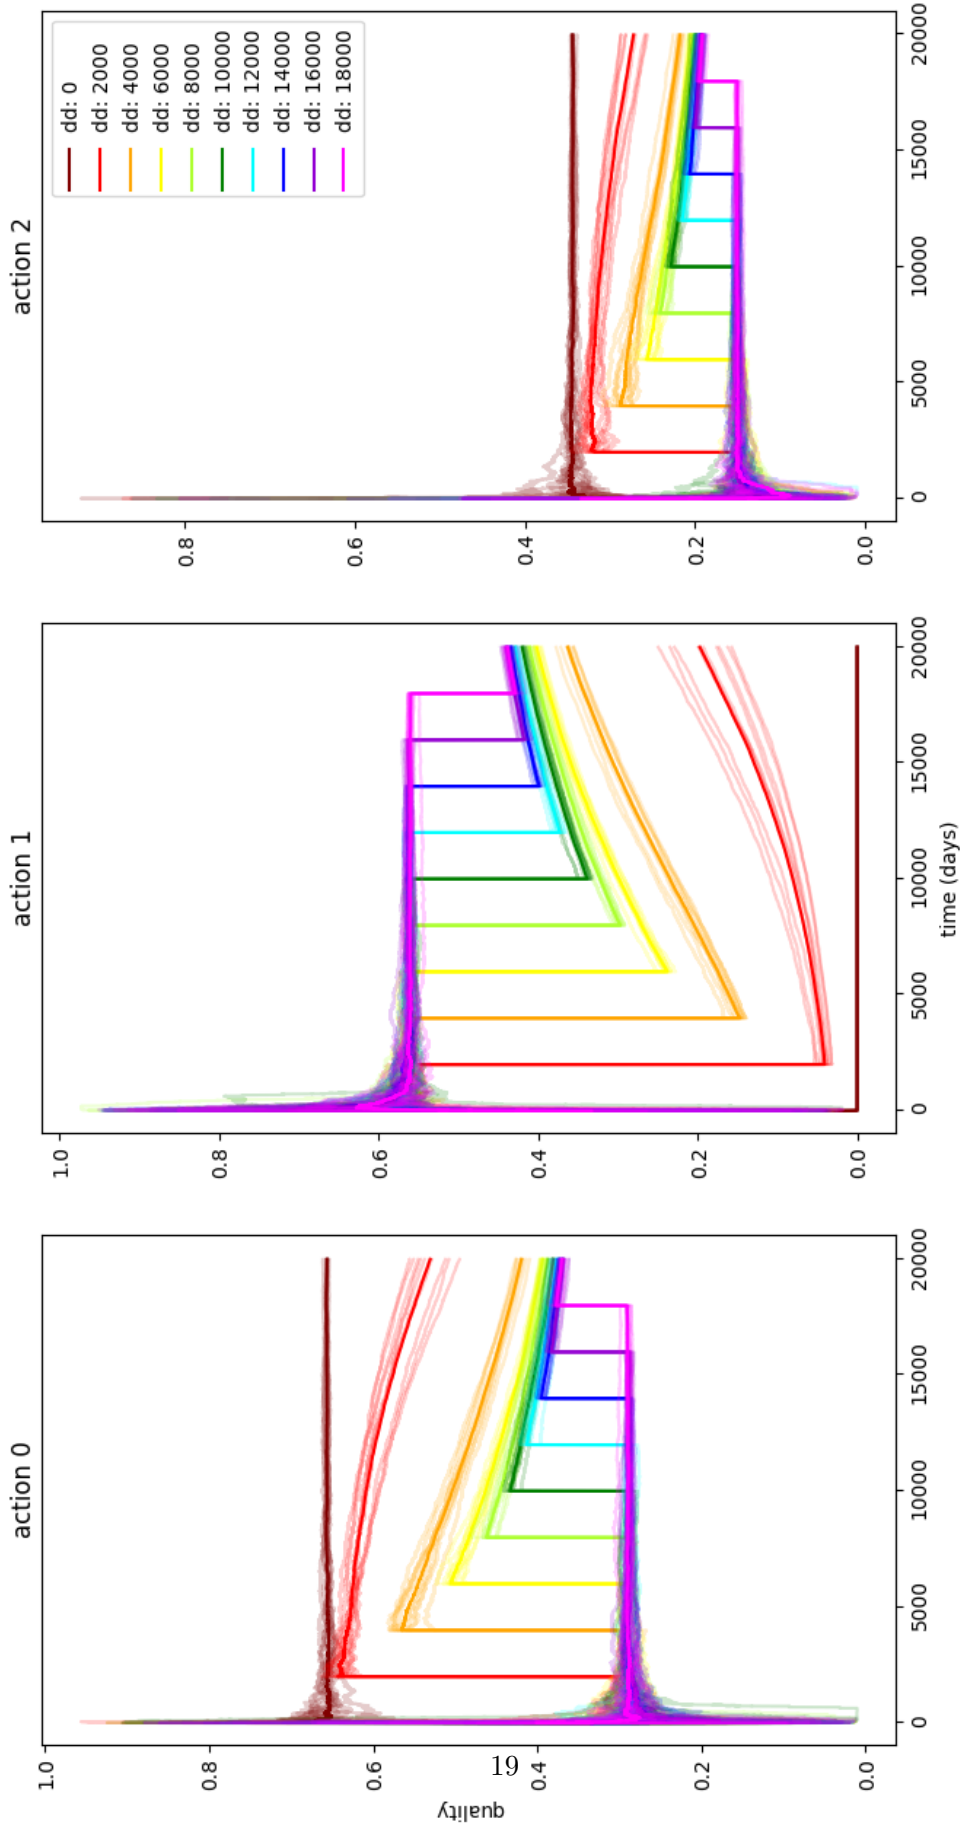 action 0
action 1
action 2
quality
1.0
0.8
0.6
0.4
0.2
0.0
0
5000
10000
15000
20000
1.0
0.8
0.6
0.4
0.2
0.0
0
5000
10000
15000
20000
time (days)
0.8
0.6
0.4
0.2
0.0
0
5000
10000
15000
20000
dd: 0
dd: 2000
dd: 4000
dd: 6000
dd: 8000
dd: 10000
dd: 12000
dd: 14000
dd: 16000
dd: 18000
19